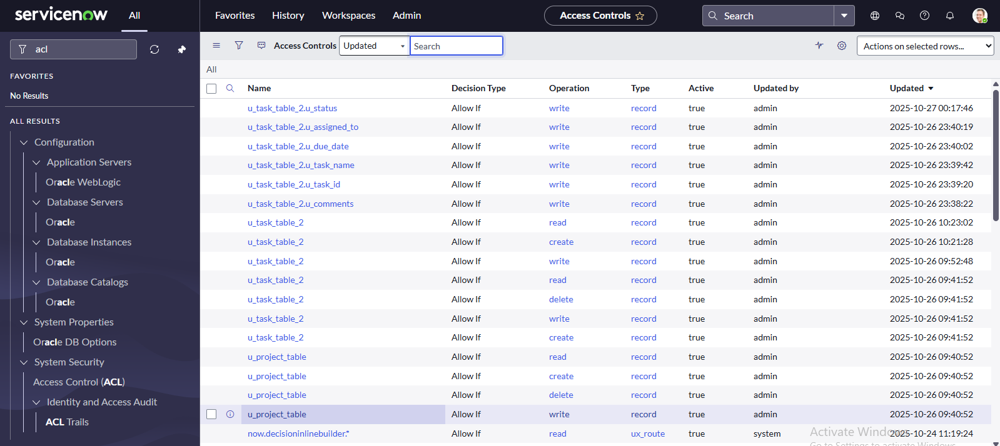 servicenow All Favorites History Workspaces Admin Access Controls Search
acl
FAVORITES
No Results
ALL RESULTS
Configuration
Application Servers
Oracle WebLogic
Database Servers
Oracle
Database Instances
Oracle
Database Catalogs
Oracle
System Properties
Oracle DB Options
System Security
Access Control (ACL)
Identity and Access Audit
ACL Trails
Access Controls Updated Search Actions on selected rows...
All
Name Decision Type Operation Type Active Updated by Updated
u_task_table_2.u_status Allow If write record true admin 2025-10-27 00:17:46
u_task_table_2.u_assigned_to Allow If write record true admin 2025-10-26 23:40:19
u_task_table_2.u_due_date Allow If write record true admin 2025-10-26 23:40:02
u_task_table_2.u_task_name Allow If write record true admin 2025-10-26 23:39:42
u_task_table_2.u_task_id Allow If write record true admin 2025-10-26 23:39:20
u_task_table_2.u_comments Allow If write record true admin 2025-10-26 23:38:22
u_task_table_2 Allow If read record true admin 2025-10-26 10:23:02
u_task_table_2 Allow If create record true admin 2025-10-26 10:21:28
u_task_table_2 Allow If write record true admin 2025-10-26 09:52:48
u_task_table_2 Allow If read record true admin 2025-10-26 09:41:52
u_task_table_2 Allow If delete record true admin 2025-10-26 09:41:52
u_task_table_2 Allow If write record true admin 2025-10-26 09:41:52
u_task_table_2 Allow If create record true admin 2025-10-26 09:41:52
u_project_table Allow If read record true admin 2025-10-26 09:40:52
u_project_table Allow If create record true admin 2025-10-26 09:40:52
u_project_table Allow If delete record true admin 2025-10-26 09:40:52
u_project_table Allow If write record true admin 2025-10-26 09:40:52
now.decisioninlinebuilder.* Allow If read ux_route true system 2025-10-24 11:19:24
Activate Windows
Go to Settings to activate Windows.